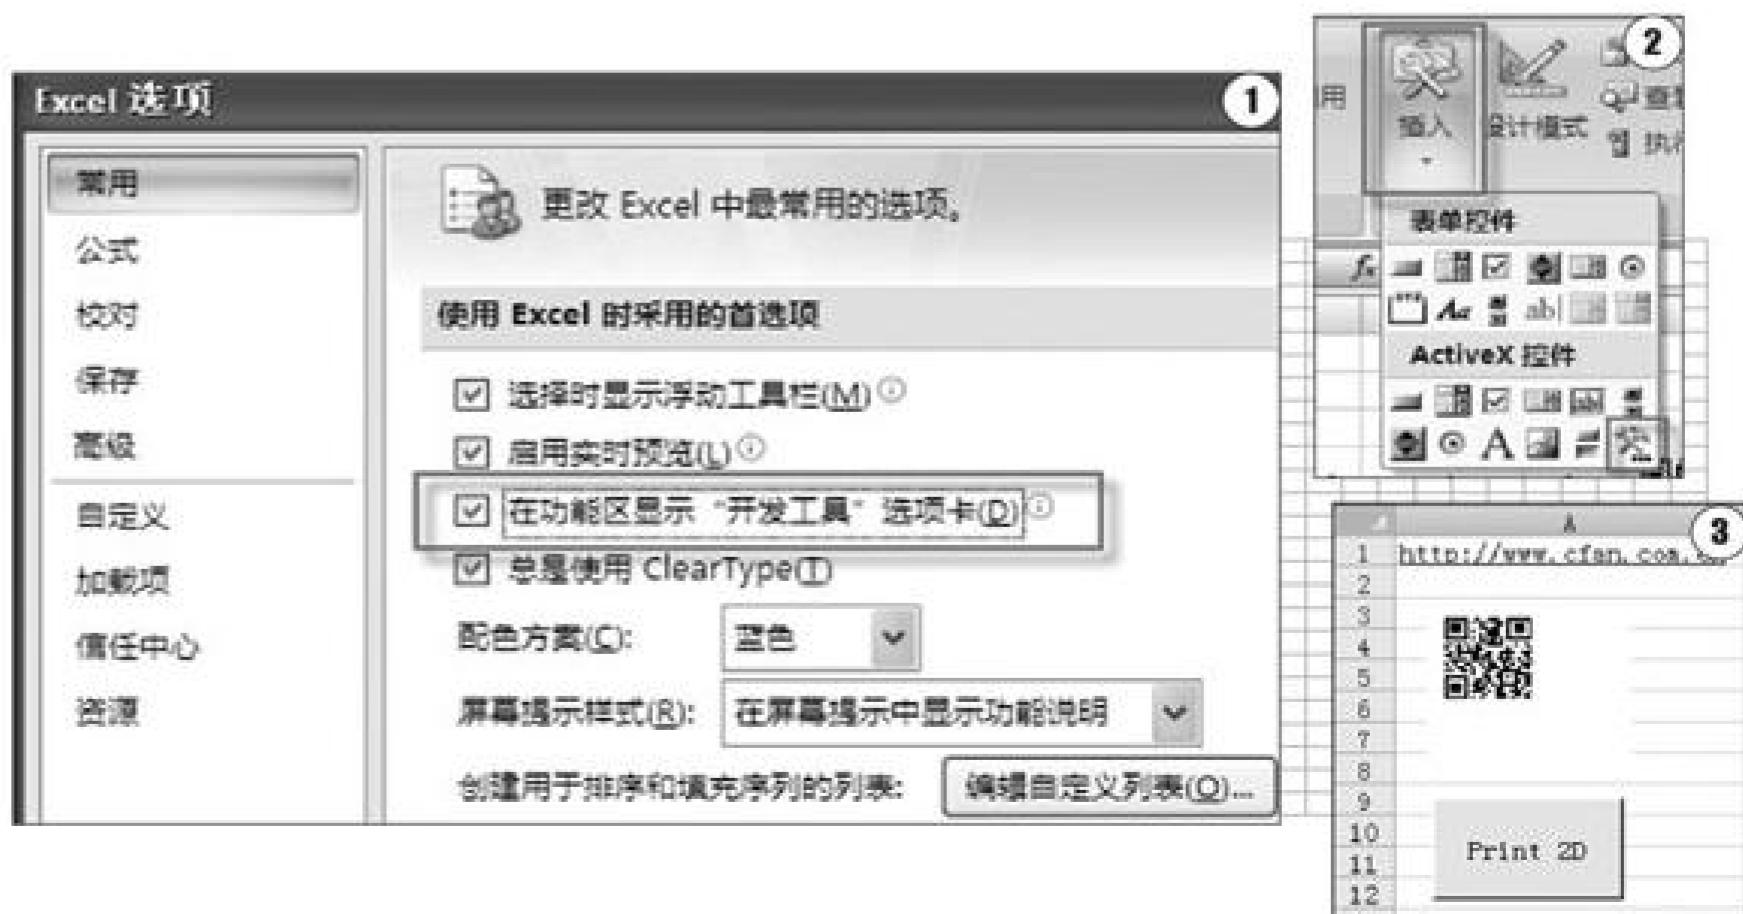 Excel 选项
1
常用
公式
校对
保存
高级
自定义
加载项
信任中心
资源
更改 Excel 中最常用的选项。
使用 Excel 时采用的首选项
选择时显示浮动工具栏(M)
启用实时预览(L)
在功能区显示“开发工具”选项卡(D)
总是使用 ClearType(T)
配色方案(C): 蓝色
屏幕提示样式(R): 在屏幕提示中显示功能说明
创建用于排序和填充序列的列表: 编辑自定义列表(O)...
2
用
插入
设计模式
执行
表单控件
fx
Aa
ab|
ActiveX 控件
abl
A
3
A
1 http://www.cfan.com.
2
3
4
5
6
7
8
9
10
11
12
Print 2D